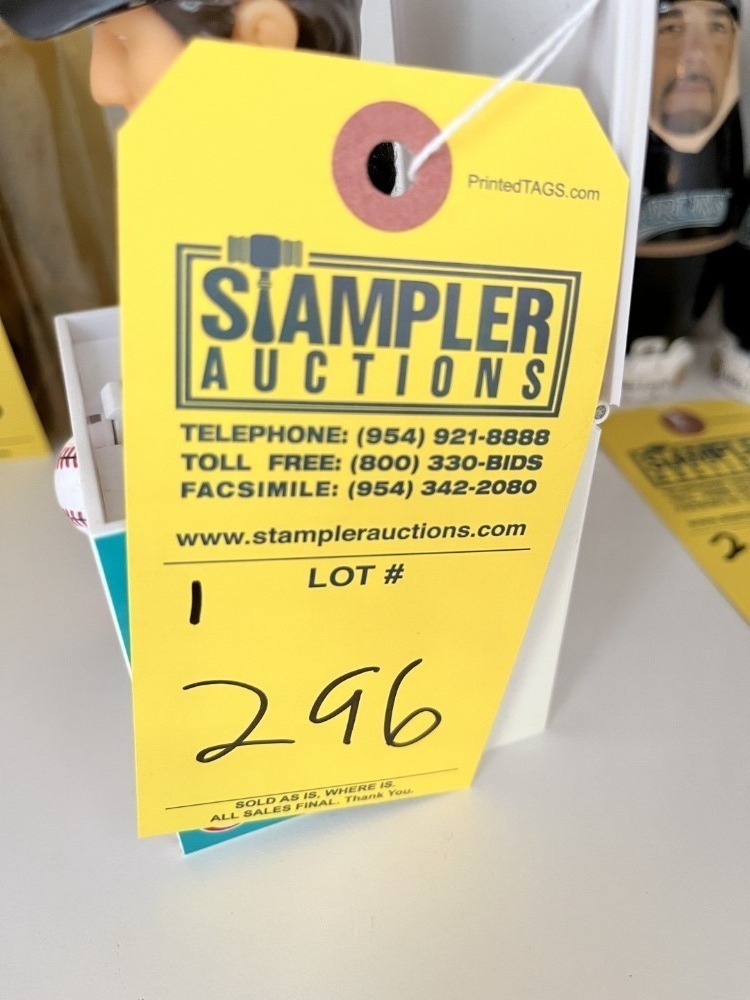 PrintedTAGS.com
STAMPLER
AUCTIONS
TELEPHONE: (954) 921-8888
TOLL FREE: (800) 330-BIDS
FACSIMILE: (954) 342-2080
www.stamplerauctions.com
LOT #
1
296
SOLD AS IS, WHERE IS.
ALL SALES FINAL. Thank You.